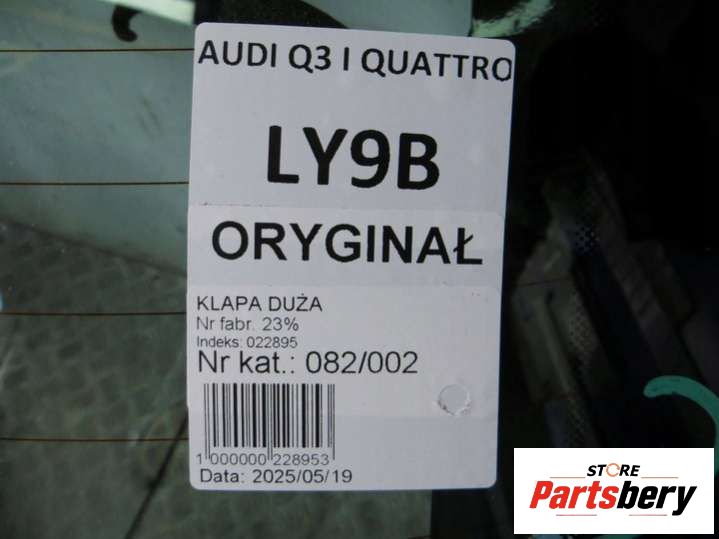 AUDI Q3 I QUATTRO
LY9B
ORYGINAŁ
KLAPA DUŻA
Nr fabr. 23%
Indeks: 022895
Nr kat.: 082/002
1 000000 228953
Data: 2025/05/19
STORE
Partsbery